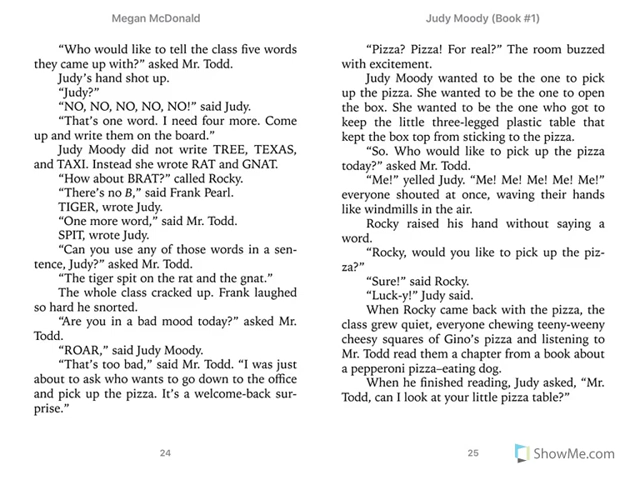 Megan McDonald
“Who would like to tell the class five words
they came up with?” asked Mr. Todd.
Judy’s hand shot up.
“Judy?”
“NO, NO, NO, NO, NO!” said Judy.
“That’s one word. I need four more. Come
up and write them on the board.”
Judy Moody did not write TREE, TEXAS,
and TAXI. Instead she wrote RAT and GNAT.
“How about BRAT?” called Rocky.
“There’s no B,” said Frank Pearl.
TIGER, wrote Judy.
“One more word,” said Mr. Todd.
SPIT, wrote Judy.
“Can you use any of those words in a sen-
tence, Judy?” asked Mr. Todd.
“The tiger spit on the rat and the gnat.”
The whole class cracked up. Frank laughed
so hard he snorted.
“Are you in a bad mood today?” asked Mr.
Todd.
“ROAR,” said Judy Moody.
“That’s too bad,” said Mr. Todd. “I was just
about to ask who wants to go down to the office
and pick up the pizza. It’s a welcome-back sur-
prise.”
24
Judy Moody (Book #1)
“Pizza? Pizza! For real?” The room buzzed
with excitement.
Judy Moody wanted to be the one to pick
up the pizza. She wanted to be the one to open
the box. She wanted to be the one who got to
keep the little three-legged plastic table that
kept the box top from sticking to the pizza.
“So. Who would like to pick up the pizza
today?” asked Mr. Todd.
“Me!” yelled Judy. “Me! Me! Me! Me! Me!”
everyone shouted at once, waving their hands
like windmills in the air.
Rocky raised his hand without saying a
word.
“Rocky, would you like to pick up the piz-
za?”
“Sure!” said Rocky.
“Luck-y!” Judy said.
When Rocky came back with the pizza, the
class grew quiet, everyone chewing teeny-weeny
cheesy squares of Gino’s pizza and listening to
Mr. Todd read them a chapter from a book about
a pepperoni pizza–eating dog.
When he finished reading, Judy asked, “Mr.
Todd, can I look at your little pizza table?”
25
ShowMe.com